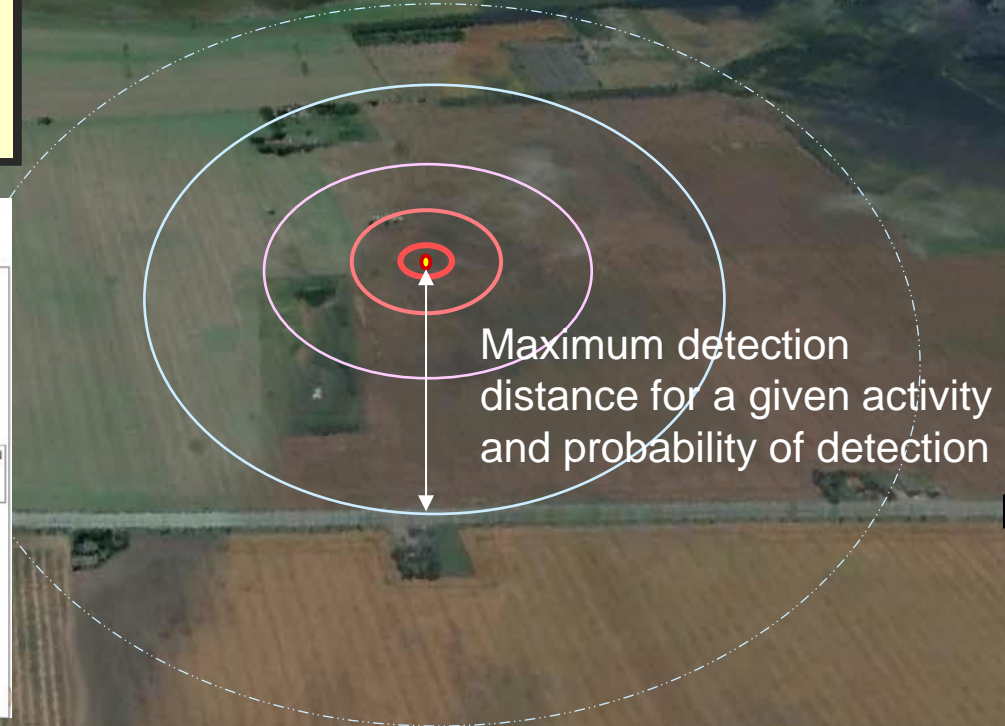 Maximum detection
distance for a given activity
and probability of detection